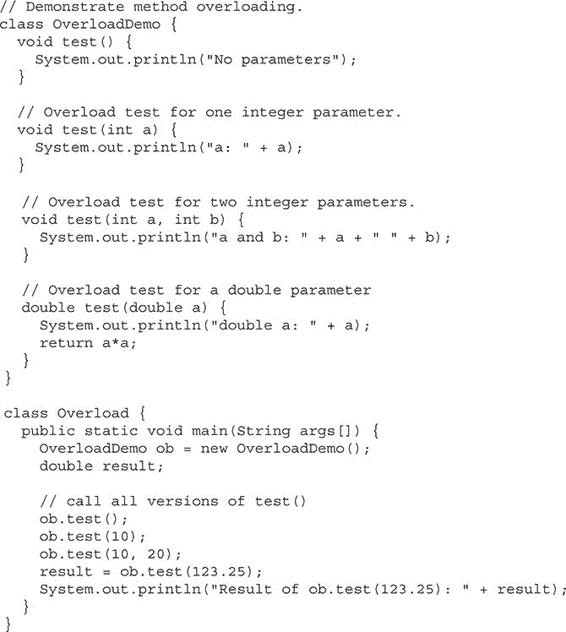 // Demonstrate method overloading.
class OverloadDemo {
  void test() {
    System.out.println("No parameters");
  }

  // Overload test for one integer parameter.
  void test(int a) {
    System.out.println("a: " + a);
  }

  // Overload test for two integer parameters.
  void test(int a, int b) {
    System.out.println("a and b: " + a + " " + b);
  }

  // Overload test for a double parameter
  double test(double a) {
    System.out.println("double a: " + a);
    return a*a;
  }
}

class Overload {
  public static void main(String args[]) {
    OverloadDemo ob = new OverloadDemo();
    double result;

    // call all versions of test()
    ob.test();
    ob.test(10);
    ob.test(10, 20);
    result = ob.test(123.25);
    System.out.println("Result of ob.test(123.25): " + result);
  }
}